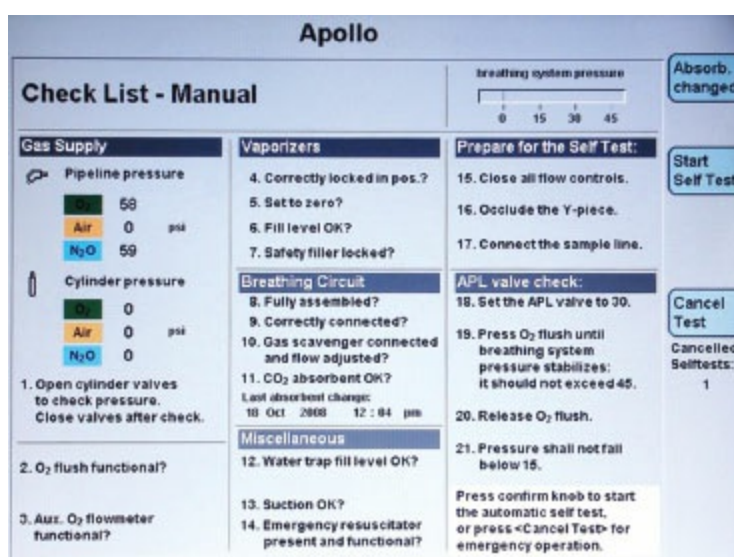 Apollo
Check List - Manual
breathing system pressure
0 15 30 45
Absorb.
changed
Start
Self Test
Cancel
Test
Cancelled
Selftests:
1
Gas Supply
Pipeline pressure
O2 58
Air 0 psi
N2O 59
Cylinder pressure
O2 0
Air 0 psi
N2O 0
1. Open cylinder valves
to check pressure.
Close valves after check.
2. O2 flush functional?
3. Aux. O2 flowmeter
functional?
Vaporizers
4. Correctly locked in pos.?
5. Set to zero?
6. Fill level OK?
7. Safety filler locked?
Breathing Circuit
8. Fully assembled?
9. Correctly connected?
10. Gas scavenger connected
and flow adjusted?
11. CO2 absorbent OK?
Last absorbent change:
18 Oct 2008 12 : 04 pm
Miscellaneous
12. Water trap fill level OK?
13. Suction OK?
14. Emergency resuscitator
present and functional?
Prepare for the Self Test:
15. Close all flow controls.
16. Occlude the Y-piece.
17. Connect the sample line.
APL valve check:
18. Set the APL valve to 30.
19. Press O2 flush until
breathing system
pressure stabilizes:
it should not exceed 45.
20. Release O2 flush.
21. Pressure shall not fall
below 15.
Press confirm knob to start
the automatic self test,
or press <Cancel Test> for
emergency operation.